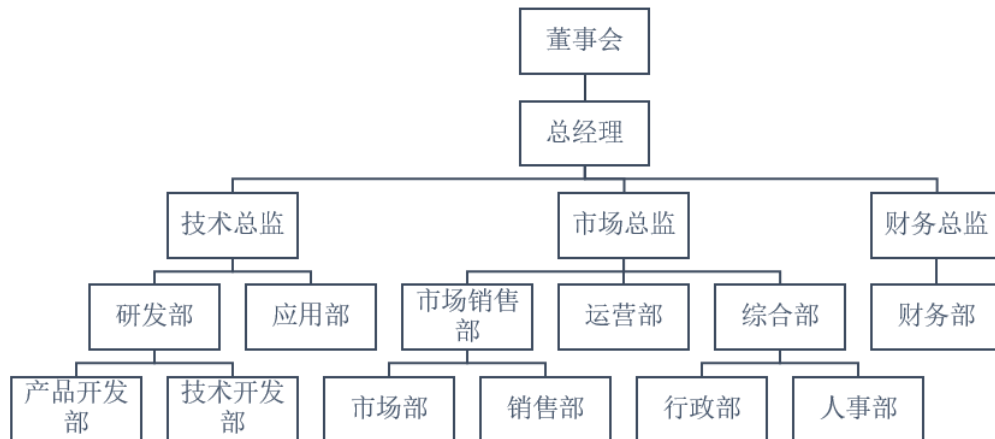 董事会
总经理
技术总监
市场总监
财务总监
研发部
应用部
市场销售
部
运营部
综合部
财务部
产品开发
部
技术开发
部
市场部
销售部
行政部
人事部